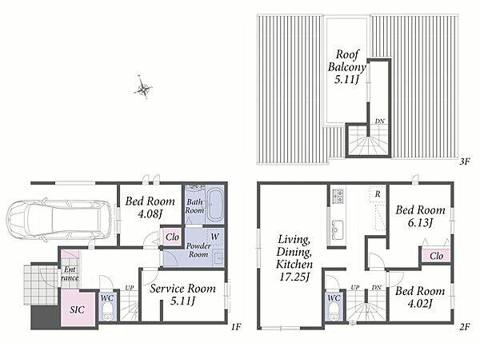 Roof
Balcony
5.11J
DN
3F
Bed Room
4.08J
Bath
Room
W
Clo
Powder
Room
Ent
rance
SIC
WC
UP
Service Room
5.11J
1F
R
Bed Room
6.13J
Living,
Dining,
Kitchen
17.25J
Clo
WC
UP
DN
Bed Room
4.02J
2F